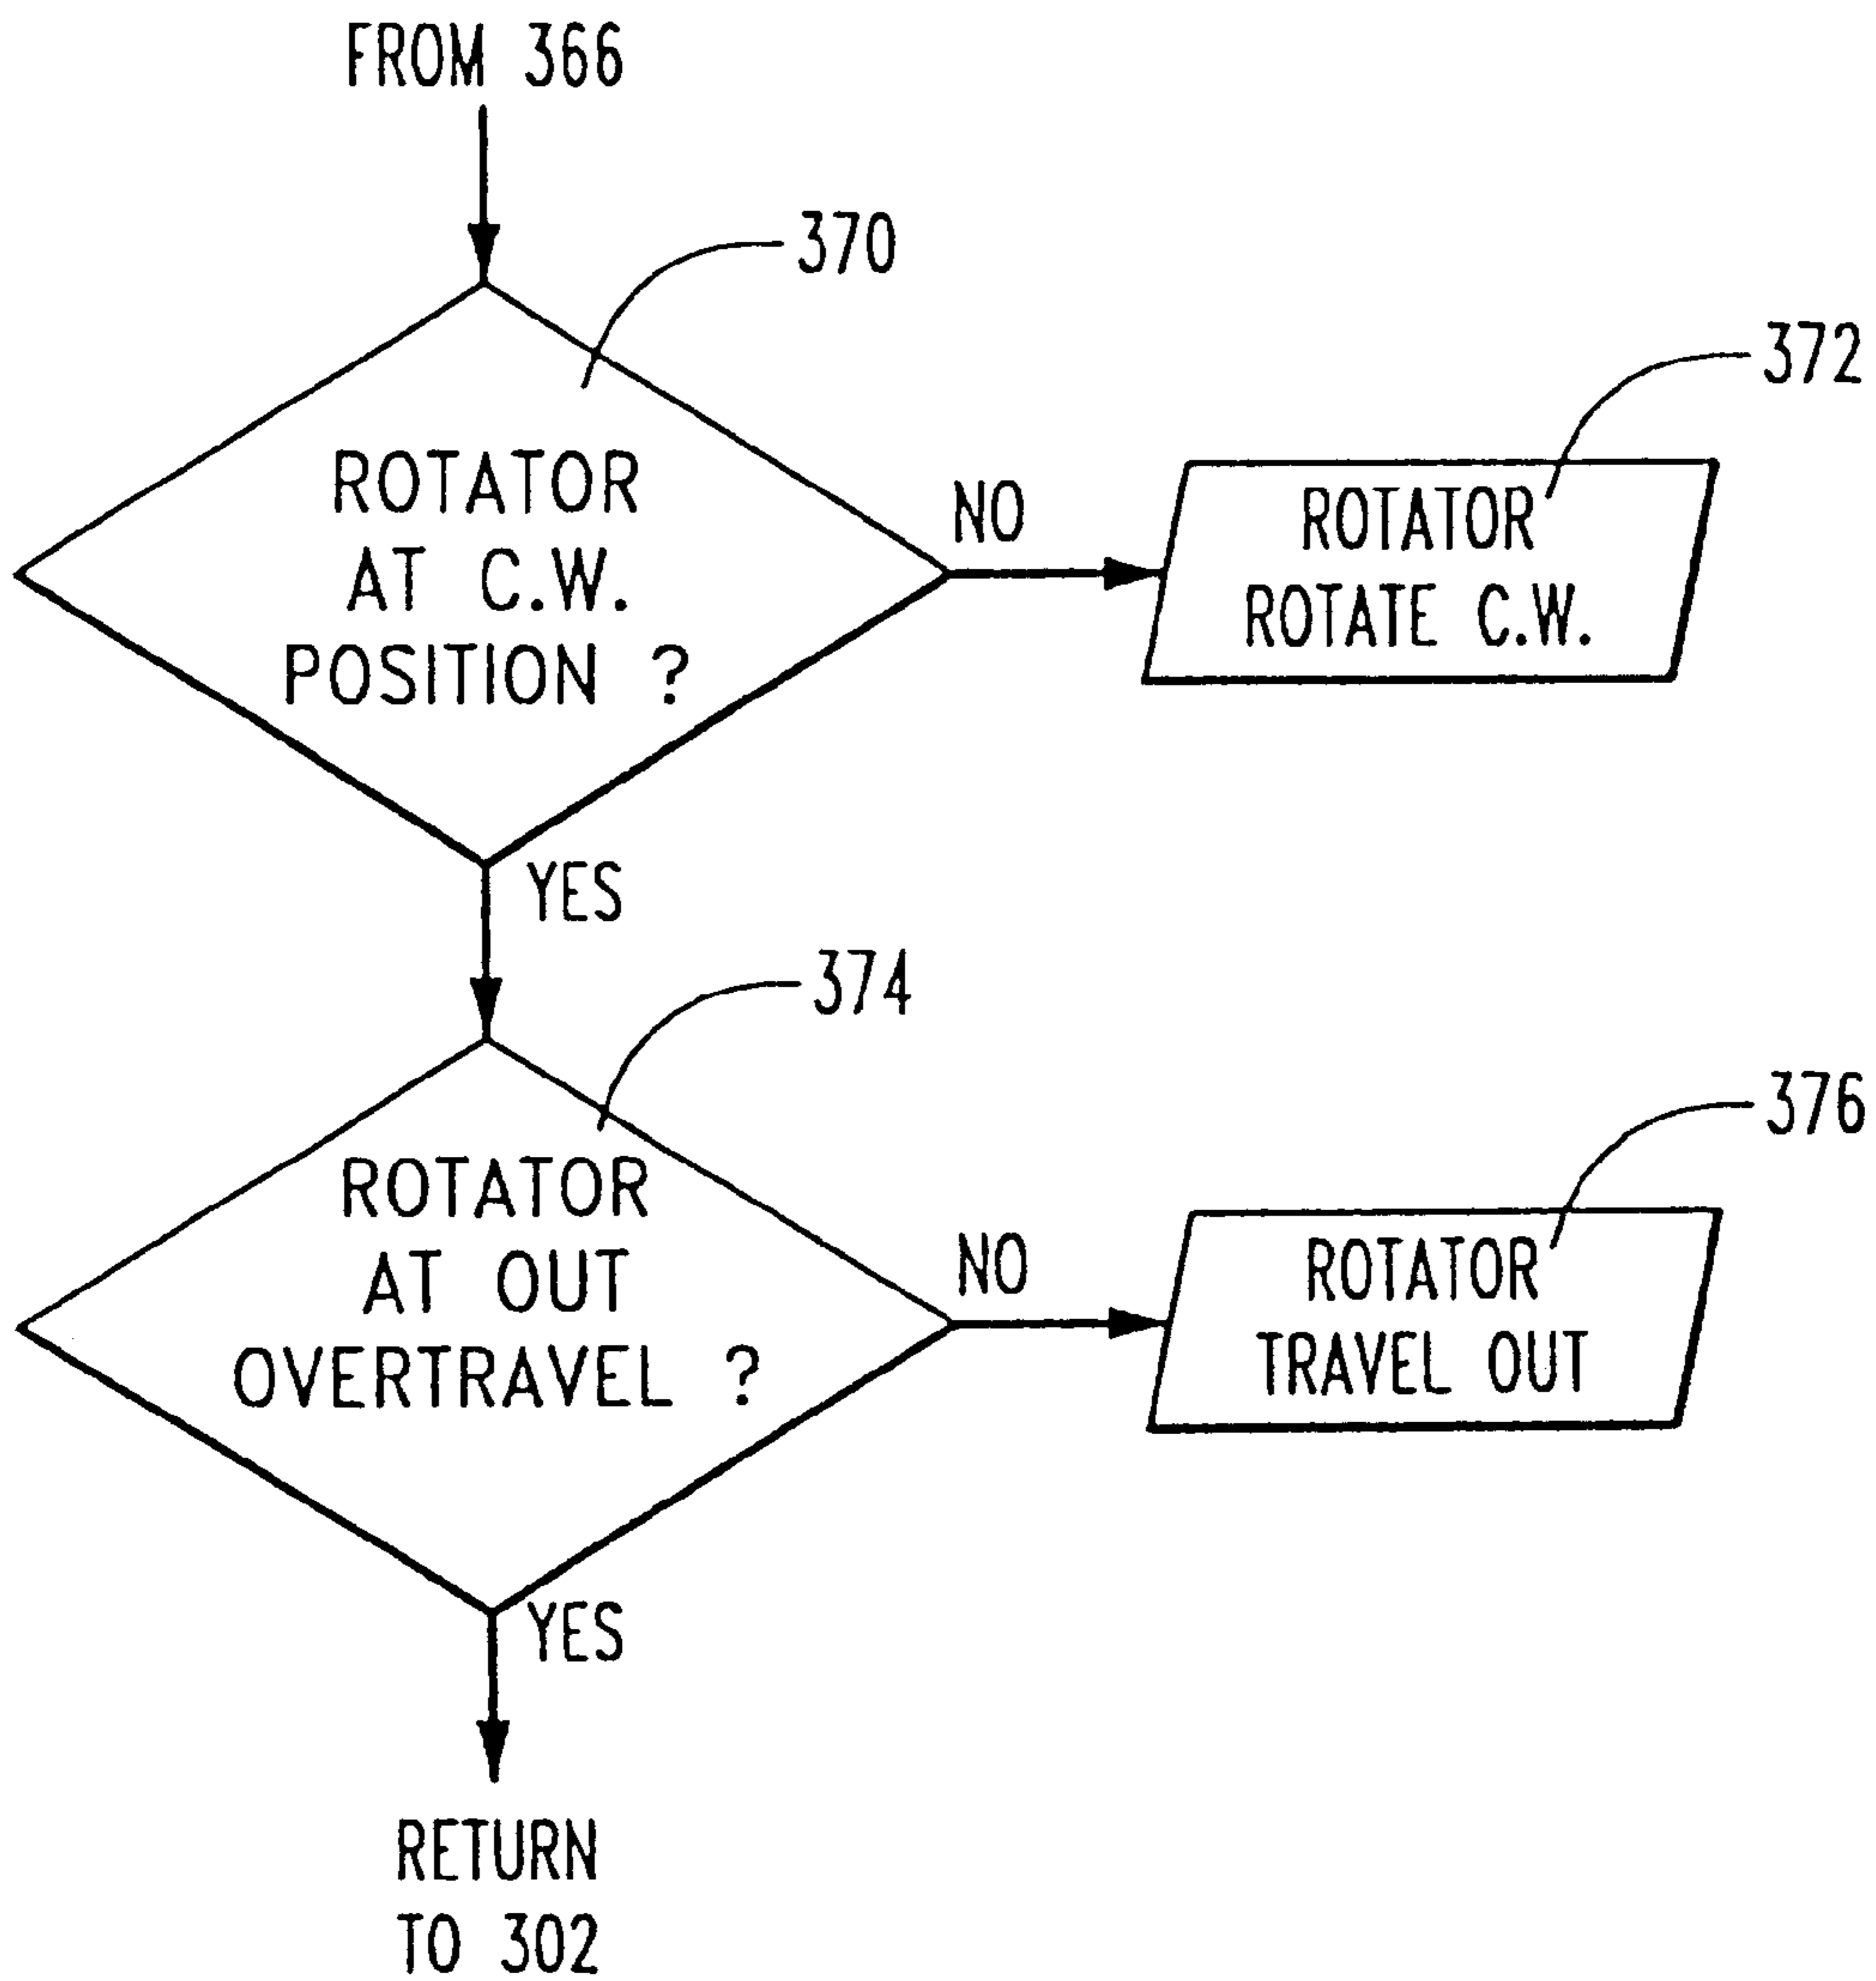 FROM 366
370
372
ROTATOR
AT C.W.
POSITION ?
NO
ROTATOR
ROTATE C.W.
YES
374
376
ROTATOR
AT OUT
OVERTRAVEL ?
NO
ROTATOR
TRAVEL OUT
YES
RETURN
TO 302